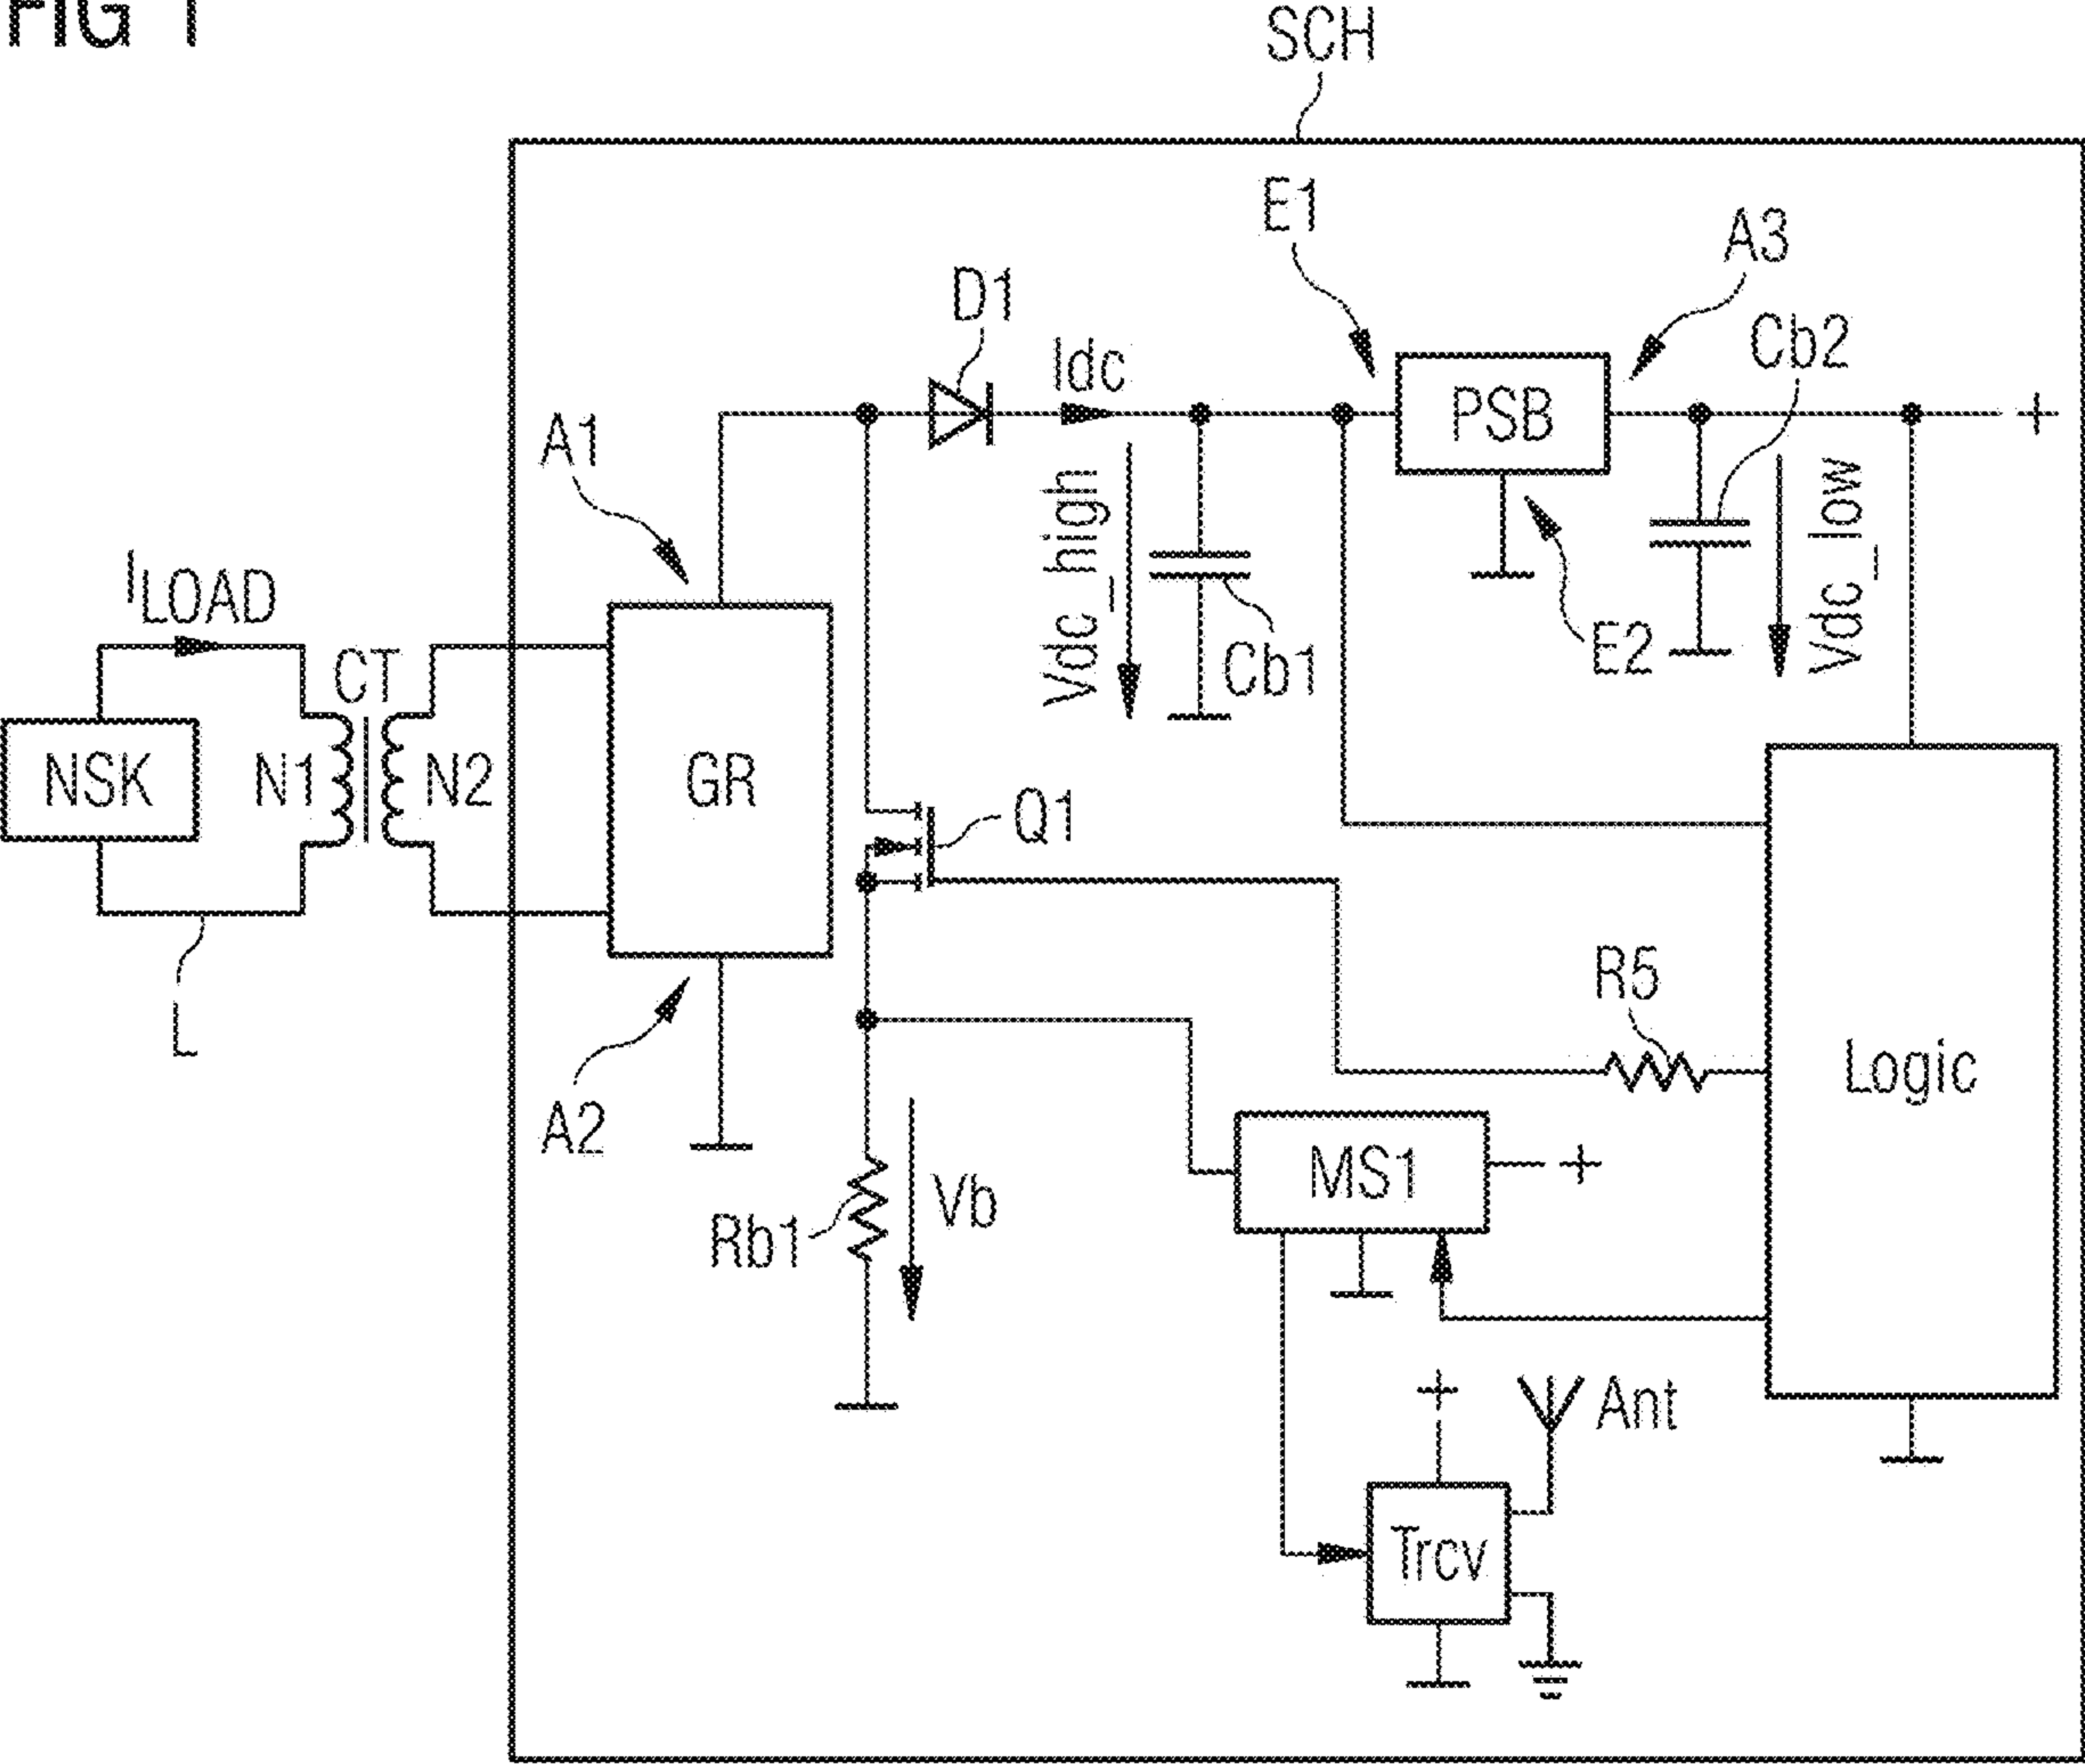 FIG 1
SCH
E1
A3
D1
Cb2
Idc
PSB
A1
Vdc_high
Vdc_low
ILOAD
E2
Cb1
CT
NSK
N1
N2
GR
Q1
R5
L
Logic
A2
MS1
+
+
Vb
Rb1
+
Ant
Trcv